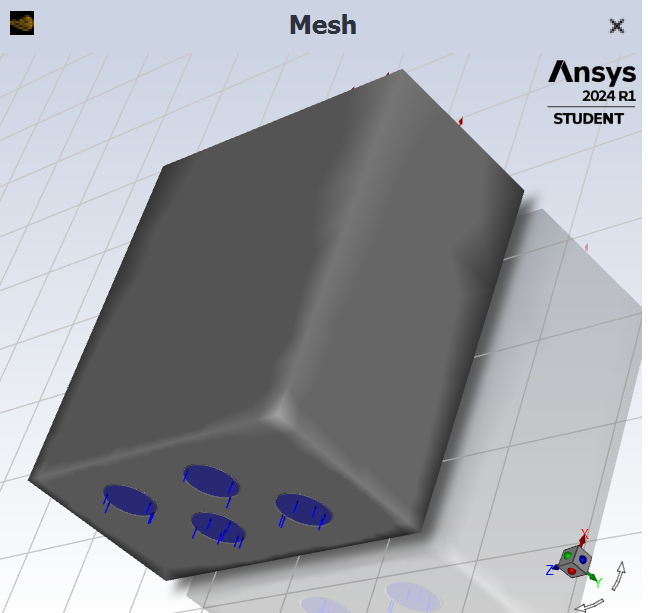 Mesh
Ansys
2024 R1
STUDENT
X
Z
Y